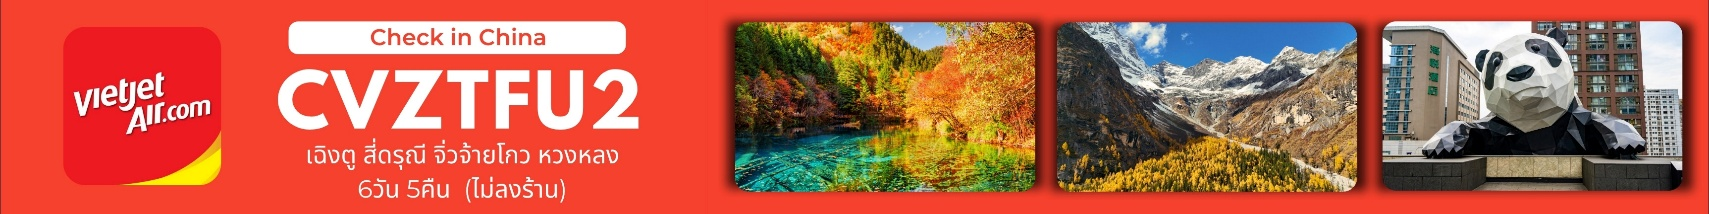 vietjet
Air.com
Check in China
CVZTFU2
เฉิงตู สี่ดรุณี จิ่วจ้ายโกว หวงหลง
6วัน 5คืน (ไม่ลงร้าน)